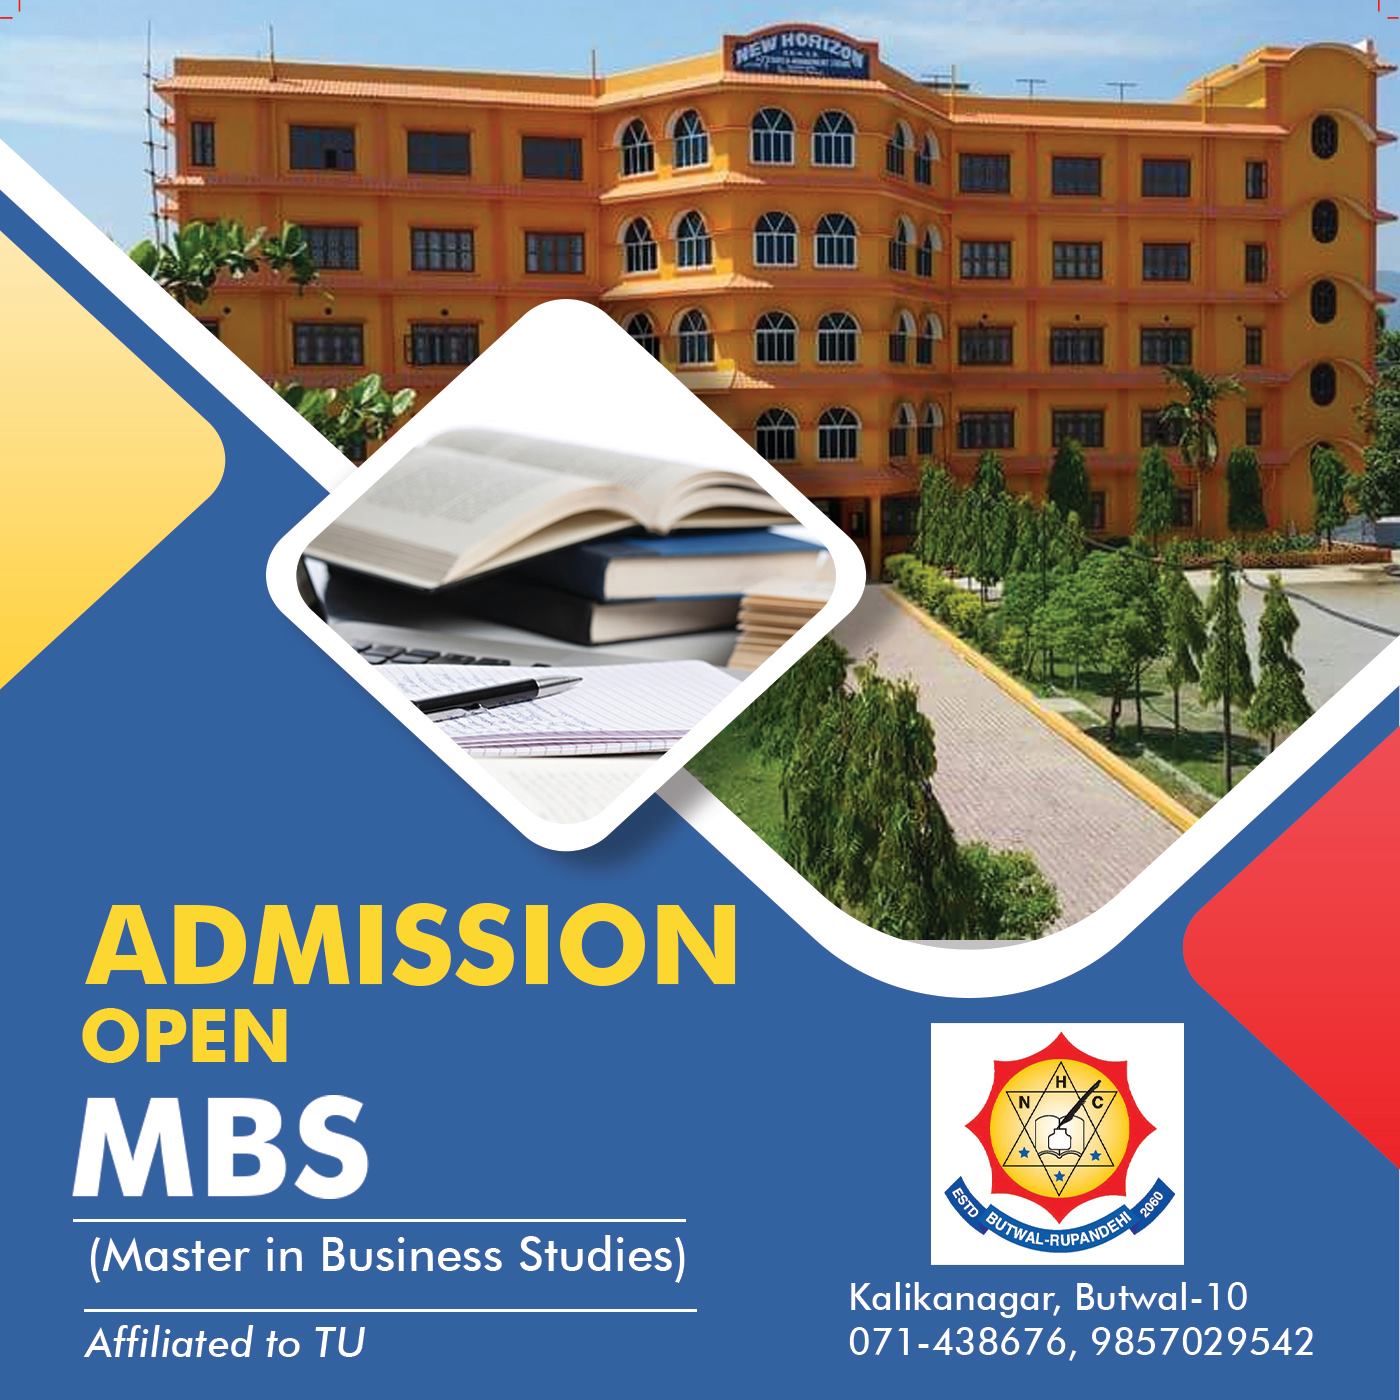 NEW HORIZON
ADMISSION
OPEN
MBS
(Master in Business Studies)
Affiliated to TU
H
N C
ESTD BUTWAL-RUPANDEHI 2060
Kalikanagar, Butwal-10
071-438676, 9857029542